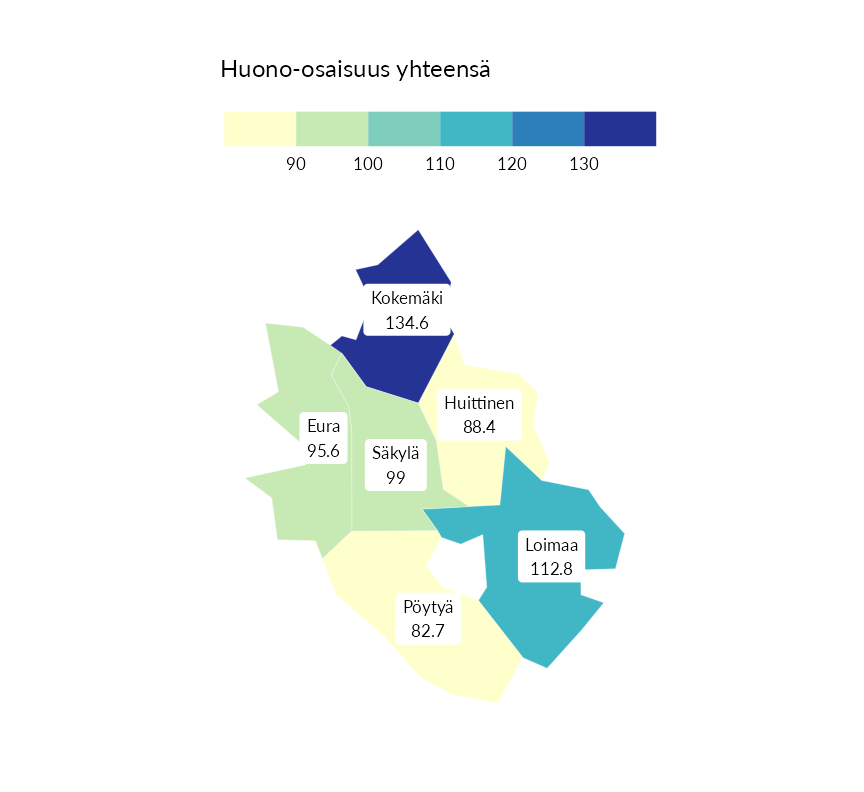 Huono-osaisuus yhteensä
90 100 110 120 130
Kokemäki
134.6
Huittinen
88.4
Eura
95.6
Säkylä
99
Loimaa
112.8
Pöytyä
82.7